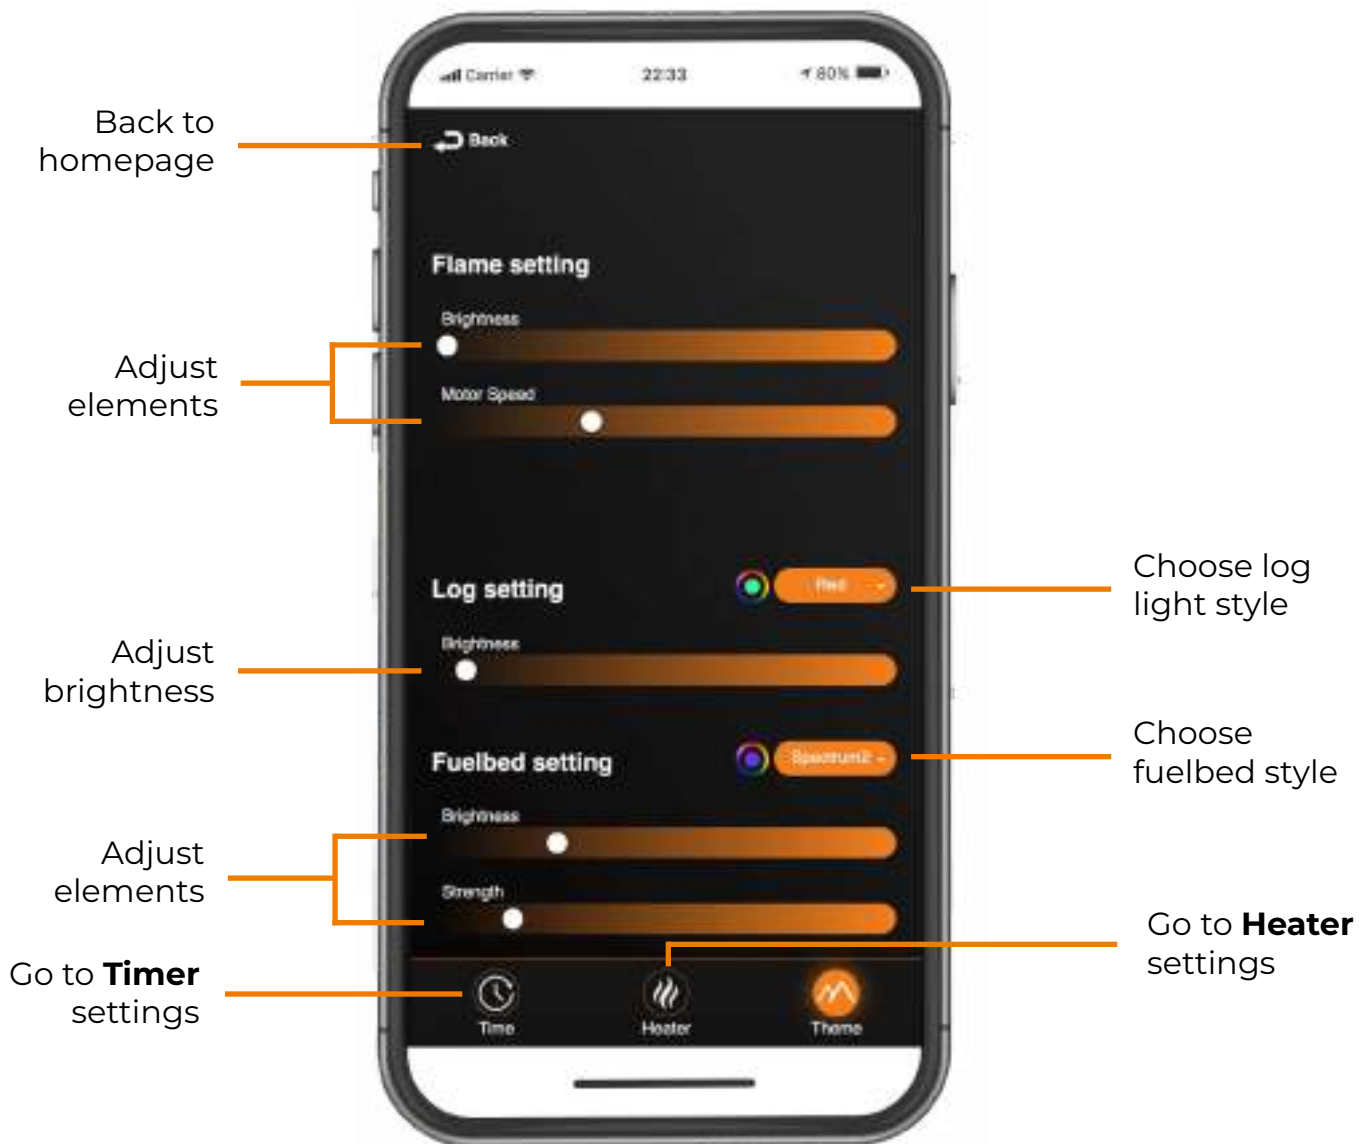 Carrier
22:33
80%
Back to
homepage
Back
Flame setting
Brightness
Adjust
elements
Motor Speed
Log setting
Red
Choose log
light style
Brightness
Adjust
brightness
Fuelbed setting
Spectrum2
Choose
fuelbed style
Brightness
Adjust
elements
Strength
Go to Heater
settings
Go to Timer
settings
Time
Heater
Theme